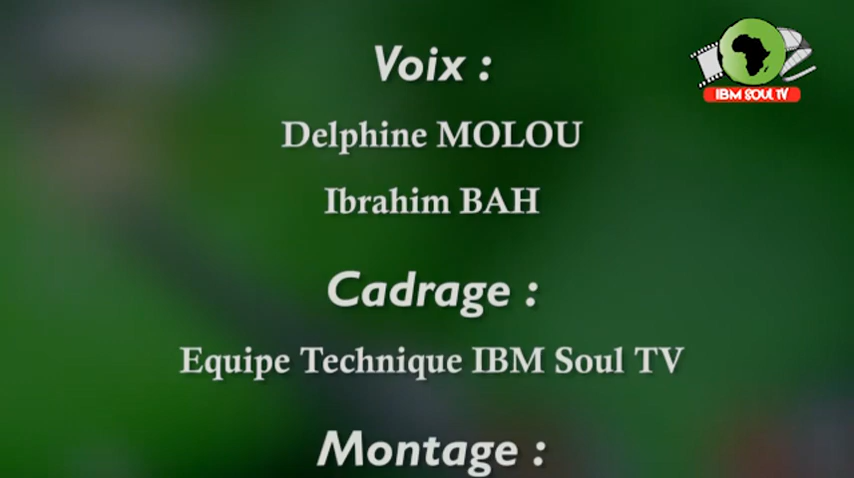 IBM SOUL TV
Voix :
Delphine MOLOU
Ibrahim BAH
Cadrage :
Equipe Technique IBM Soul TV
Montage :